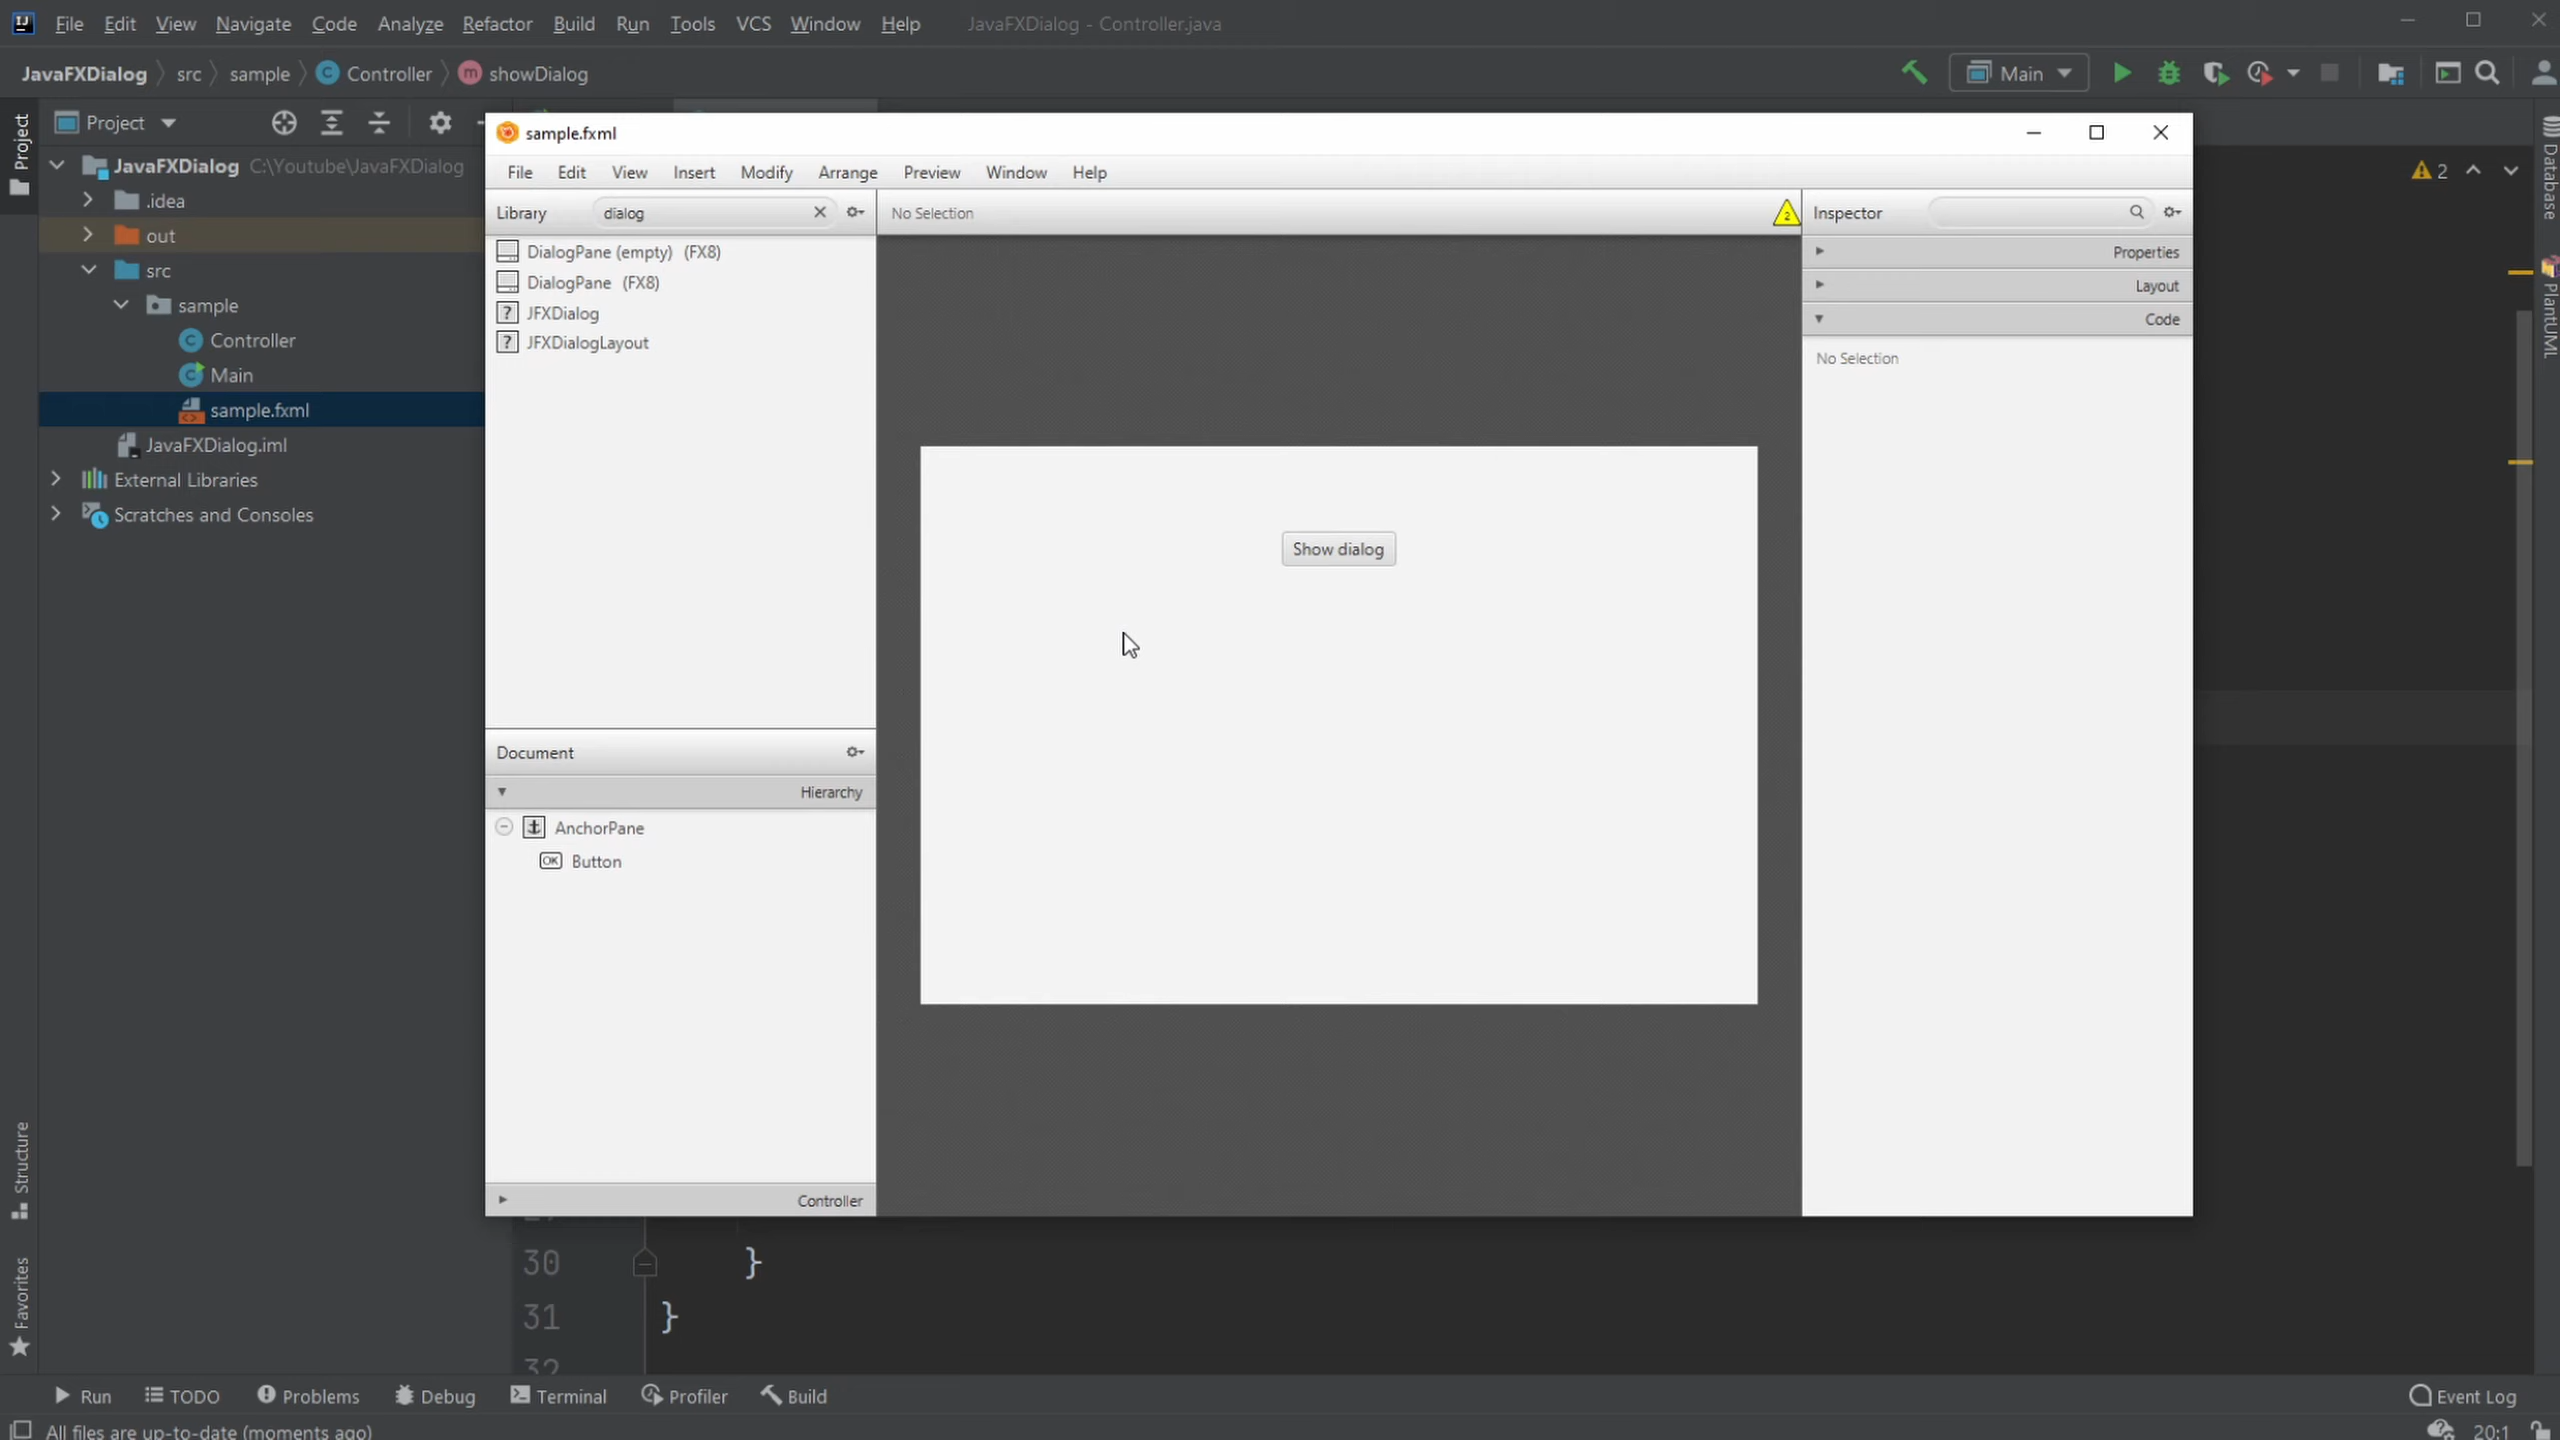 File Edit View Navigate Code Analyze Refactor Build Run Tools VCS Window Help JavaFXDialog - Controller.java
JavaFXDialog src sample Controller showDialog Main
Project
Project
JavaFXDialog C:\Youtube\JavaFXDialog
.idea
out
src
sample
Controller
Main
sample.fxml
JavaFXDialog.iml
External Libraries
Scratches and Consoles
Structure
Favorites
sample.fxml
File Edit View Insert Modify Arrange Preview Window Help
Library dialog
DialogPane (empty) (FX8)
DialogPane (FX8)
JFXDialog
JFXDialogLayout
Document
Hierarchy
AnchorPane
OK Button
Controller
No Selection 2
Show dialog
Inspector
Properties
Layout
Code
No Selection
2
Database
PlantUML
30 }
31 }
32
Run TODO Problems Debug Terminal Profiler Build Event Log
All files are up-to-date (moments ago) 20:1